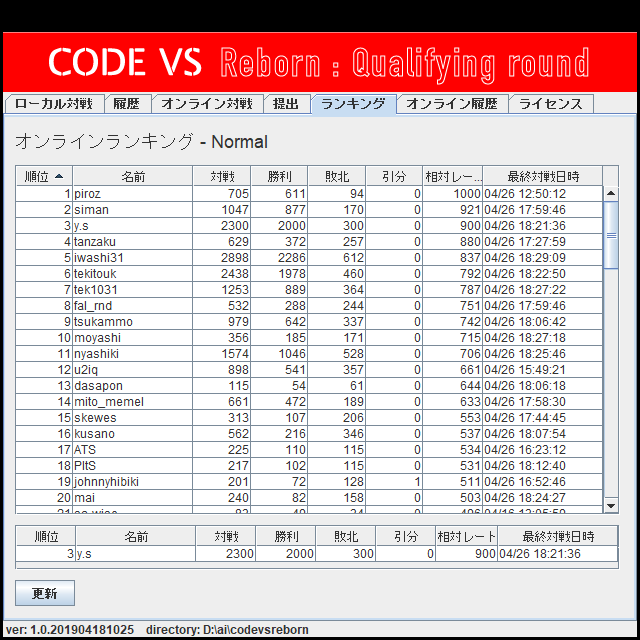 CODE VS Reborn : Qualifying round
ローカル対戦 履歴 オンライン対戦 提出 ランキング オンライン履歴 ライセンス
オンラインランキング - Normal
順位 名前 対戦 勝利 敗北 引分 相対レー... 最終対戦日時
1 piroz 705 611 94 0 1000 04/26 12:50:12
2 siman 1047 877 170 0 921 04/26 17:59:46
3 y.s 2300 2000 300 0 900 04/26 18:21:36
4 tanzaku 629 372 257 0 880 04/26 17:27:59
5 iwashi31 2898 2286 612 0 837 04/26 18:29:09
6 tekitouk 2438 1978 460 0 792 04/26 18:22:50
7 tek1031 1253 889 364 0 787 04/26 18:27:22
8 fal_rnd 532 288 244 0 751 04/26 17:59:46
9 tsukammo 979 642 337 0 742 04/26 18:06:42
10 moyashi 356 185 171 0 715 04/26 18:27:18
11 nyashiki 1574 1046 528 0 706 04/26 18:25:46
12 u2iq 898 541 357 0 661 04/26 15:49:21
13 dasapon 115 54 61 0 644 04/26 18:06:18
14 mito_memel 661 472 189 0 633 04/26 17:58:30
15 skewes 313 107 206 0 553 04/26 17:44:45
16 kusano 562 216 346 0 537 04/26 18:07:54
17 ATS 225 110 115 0 534 04/26 16:23:12
18 PItS 217 102 115 0 531 04/26 18:12:40
19 johnnyhibiki 201 72 128 1 511 04/26 16:52:46
20 mai 240 82 158 0 503 04/26 18:24:27
順位 名前 対戦 勝利 敗北 引分 相対レート 最終対戦日時
3 y.s 2300 2000 300 0 900 04/26 18:21:36
更新
ver: 1.0.201904181025 directory: D:\ai\codevsreborn